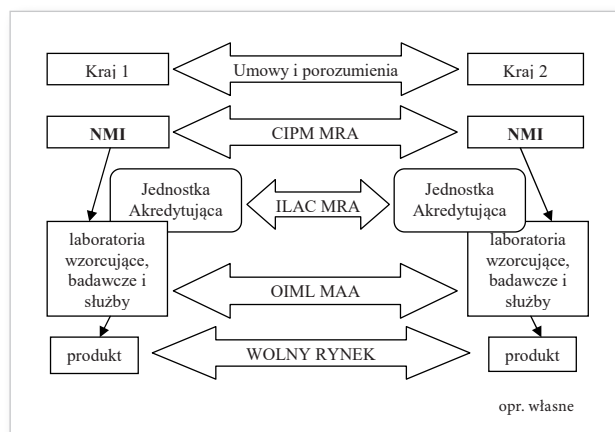 Kraj 1
Umowy i porozumienia
Kraj 2
NMI
CIPM MRA
NMI
Jednostka
Akredytująca
ILAC MRA
Jednostka
Akredytująca
laboratoria
wzorcujące,
badawcze i
służby
OIML MAA
laboratoria
wzorcujące,
badawcze i
służby
produkt
WOLNY RYNEK
produkt
opr. własne